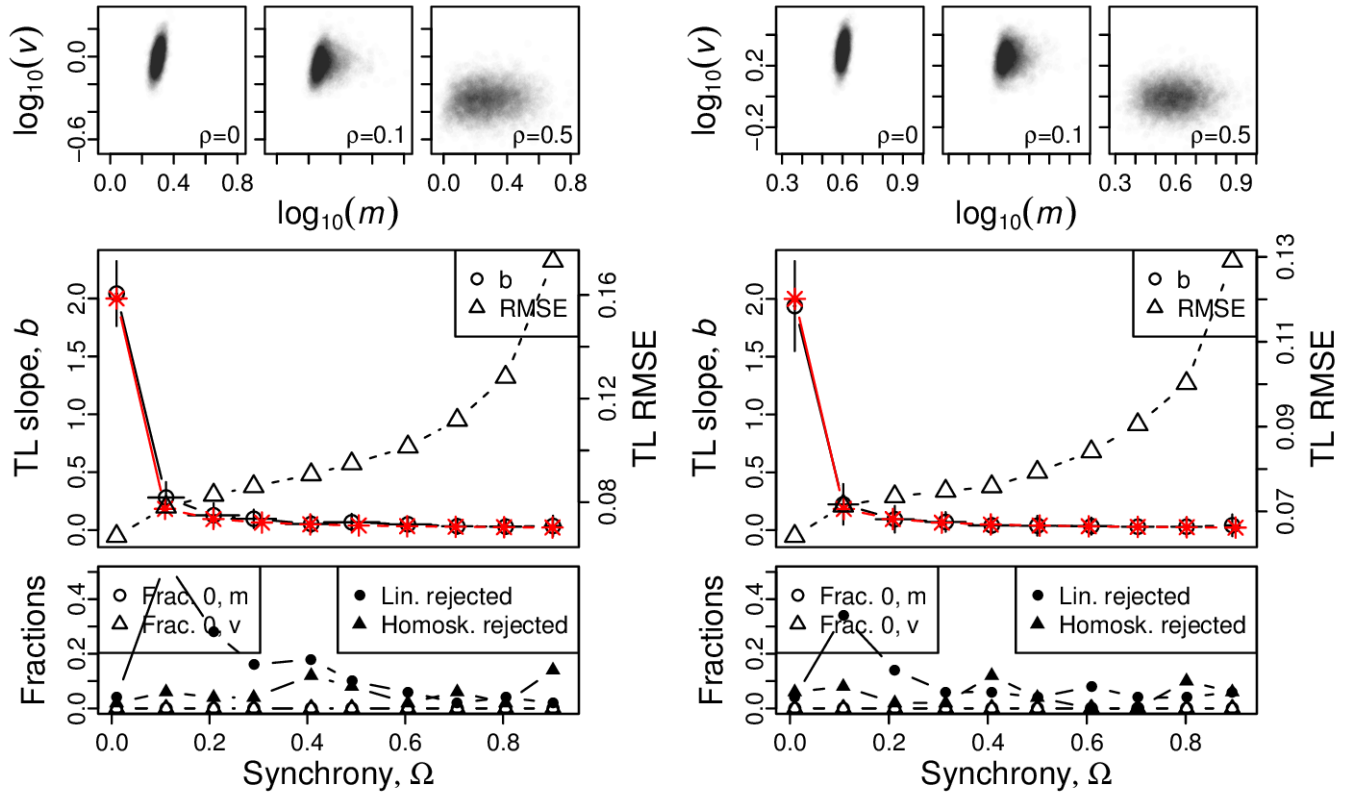 log10(v)
0.0
−0.6
ρ=0
ρ=0.1
ρ=0.5
0.0 0.4 0.8
0.0 0.4 0.8
log10(m)
log10(v)
0.2
−0.2
ρ=0
ρ=0.1
ρ=0.5
0.3 0.6 0.9
0.3 0.6 0.9
log10(m)
TL slope, b
2.0
1.5
1.0
0.5
0.0
b
RMSE
0.16
0.12
0.08
TL RMSE
TL slope, b
2.0
1.5
1.0
0.5
0.0
b
RMSE
0.13
0.11
0.09
0.07
TL RMSE
Fractions
0.4
0.2
0.0
Frac. 0, m
Frac. 0, v
Lin. rejected
Homosk. rejected
0.0 0.2 0.4 0.6 0.8
Synchrony, Ω
Fractions
0.4
0.2
0.0
Frac. 0, m
Frac. 0, v
Lin. rejected
Homosk. rejected
0.0 0.2 0.4 0.6 0.8
Synchrony, Ω